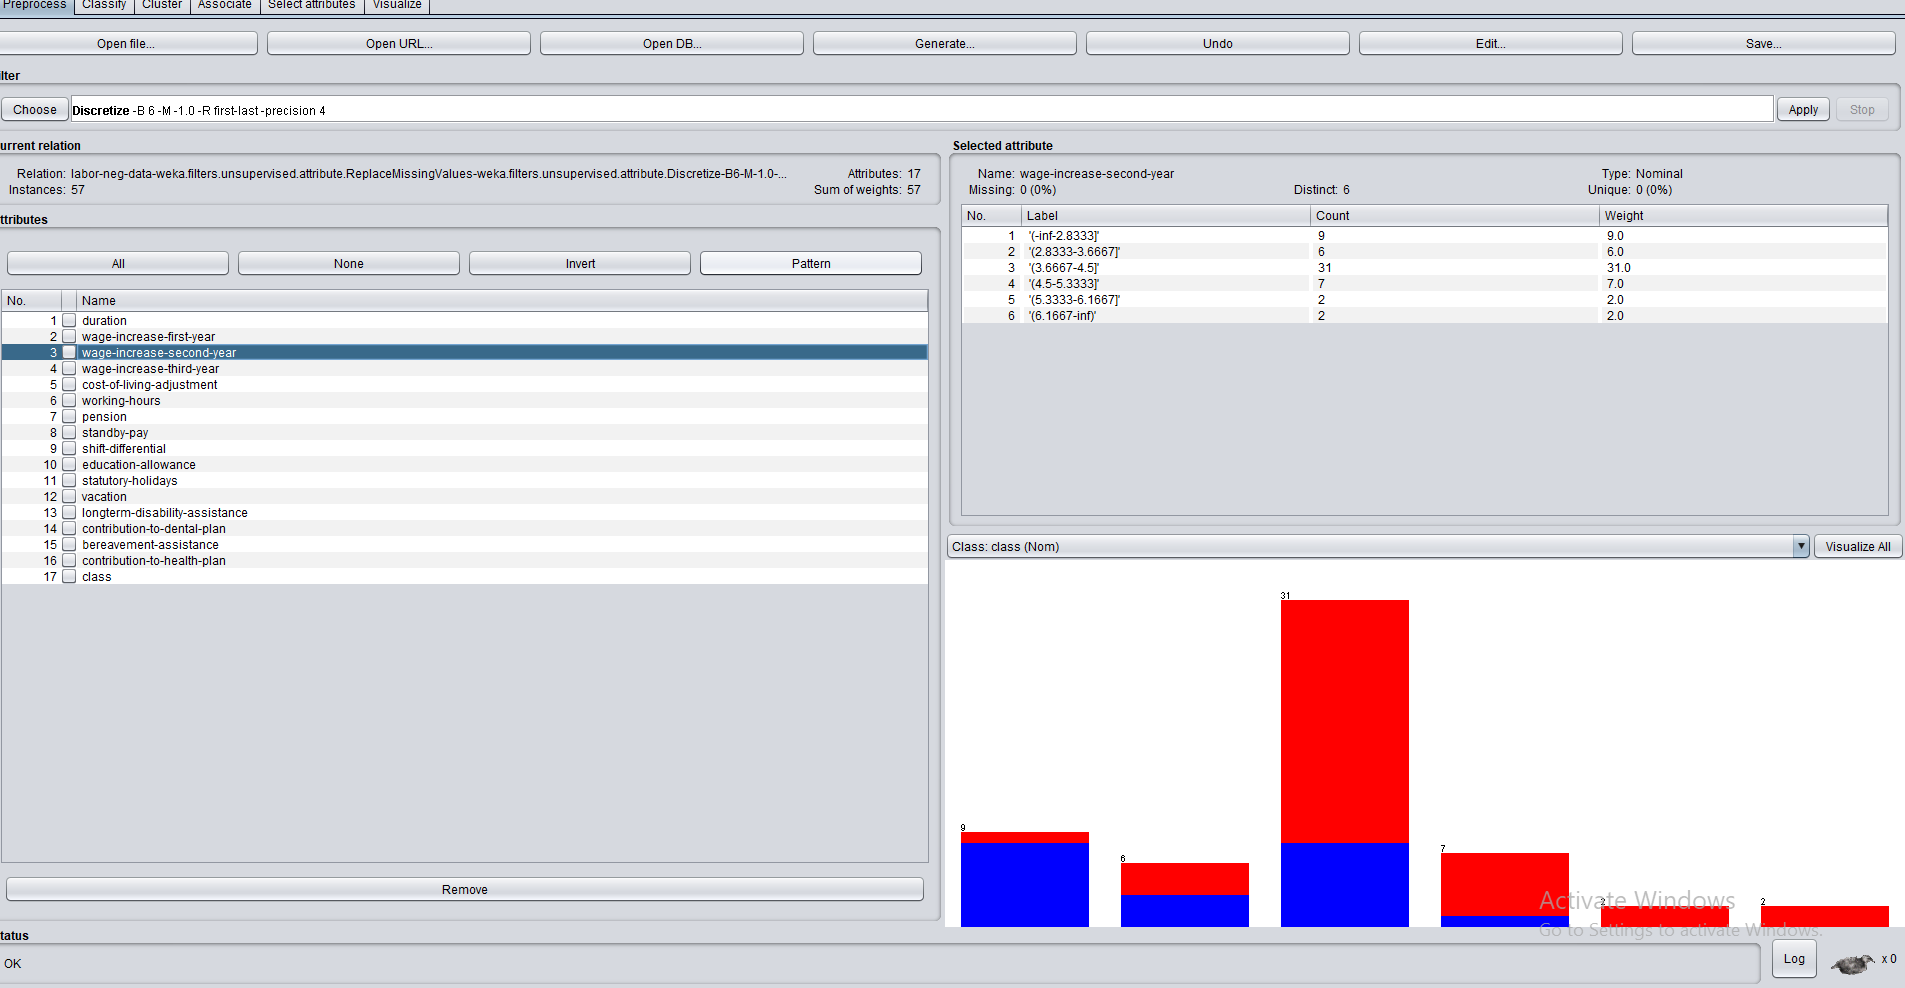 Preprocess Classify Cluster Associate Select attributes Visualize
Open file... Open URL... Open DB... Generate... Undo Edit... Save...
ilter
Choose Discretize -B 6 -M -1.0 -R first-last -precision 4 Apply Stop
urrent relation
Relation: labor-neg-data-weka.filters.unsupervised.attribute.ReplaceMissingValues-weka.filters.unsupervised.attribute.Discretize-B6-M-1.0-... Attributes: 17
Instances: 57 Sum of weights: 57
ttributes
All None Invert Pattern
No. Name
1 duration
2 wage-increase-first-year
3 wage-increase-second-year
4 wage-increase-third-year
5 cost-of-living-adjustment
6 working-hours
7 pension
8 standby-pay
9 shift-differential
10 education-allowance
11 statutory-holidays
12 vacation
13 longterm-disability-assistance
14 contribution-to-dental-plan
15 bereavement-assistance
16 contribution-to-health-plan
17 class
Remove
Selected attribute
Name: wage-increase-second-year Type: Nominal
Missing: 0 (0%) Distinct: 6 Unique: 0 (0%)
No. Label Count Weight
1 '(-inf-2.8333]' 9 9.0
2 '(2.8333-3.6667]' 6 6.0
3 '(3.6667-4.5]' 31 31.0
4 '(4.5-5.3333]' 7 7.0
5 '(5.3333-6.1667]' 2 2.0
6 '(6.1667-inf)' 2 2.0
Class: class (Nom) Visualize All
9 6 31 7 2 2
Activate Windows
Go to Settings to activate Windows.
tatus
OK
Log x 0